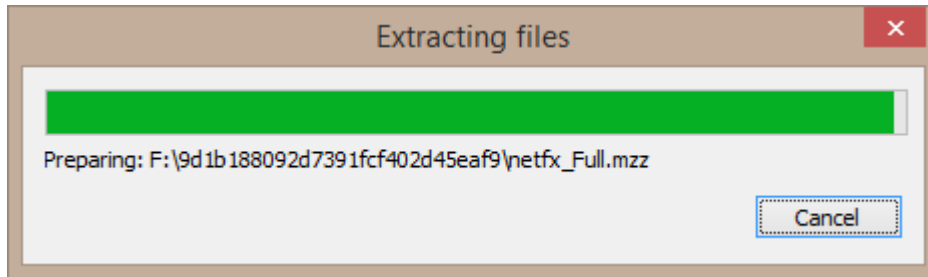 Extracting files
Preparing: F:\9d1b188092d7391fcf402d45eaf9\netfx_Full.mzz
Cancel